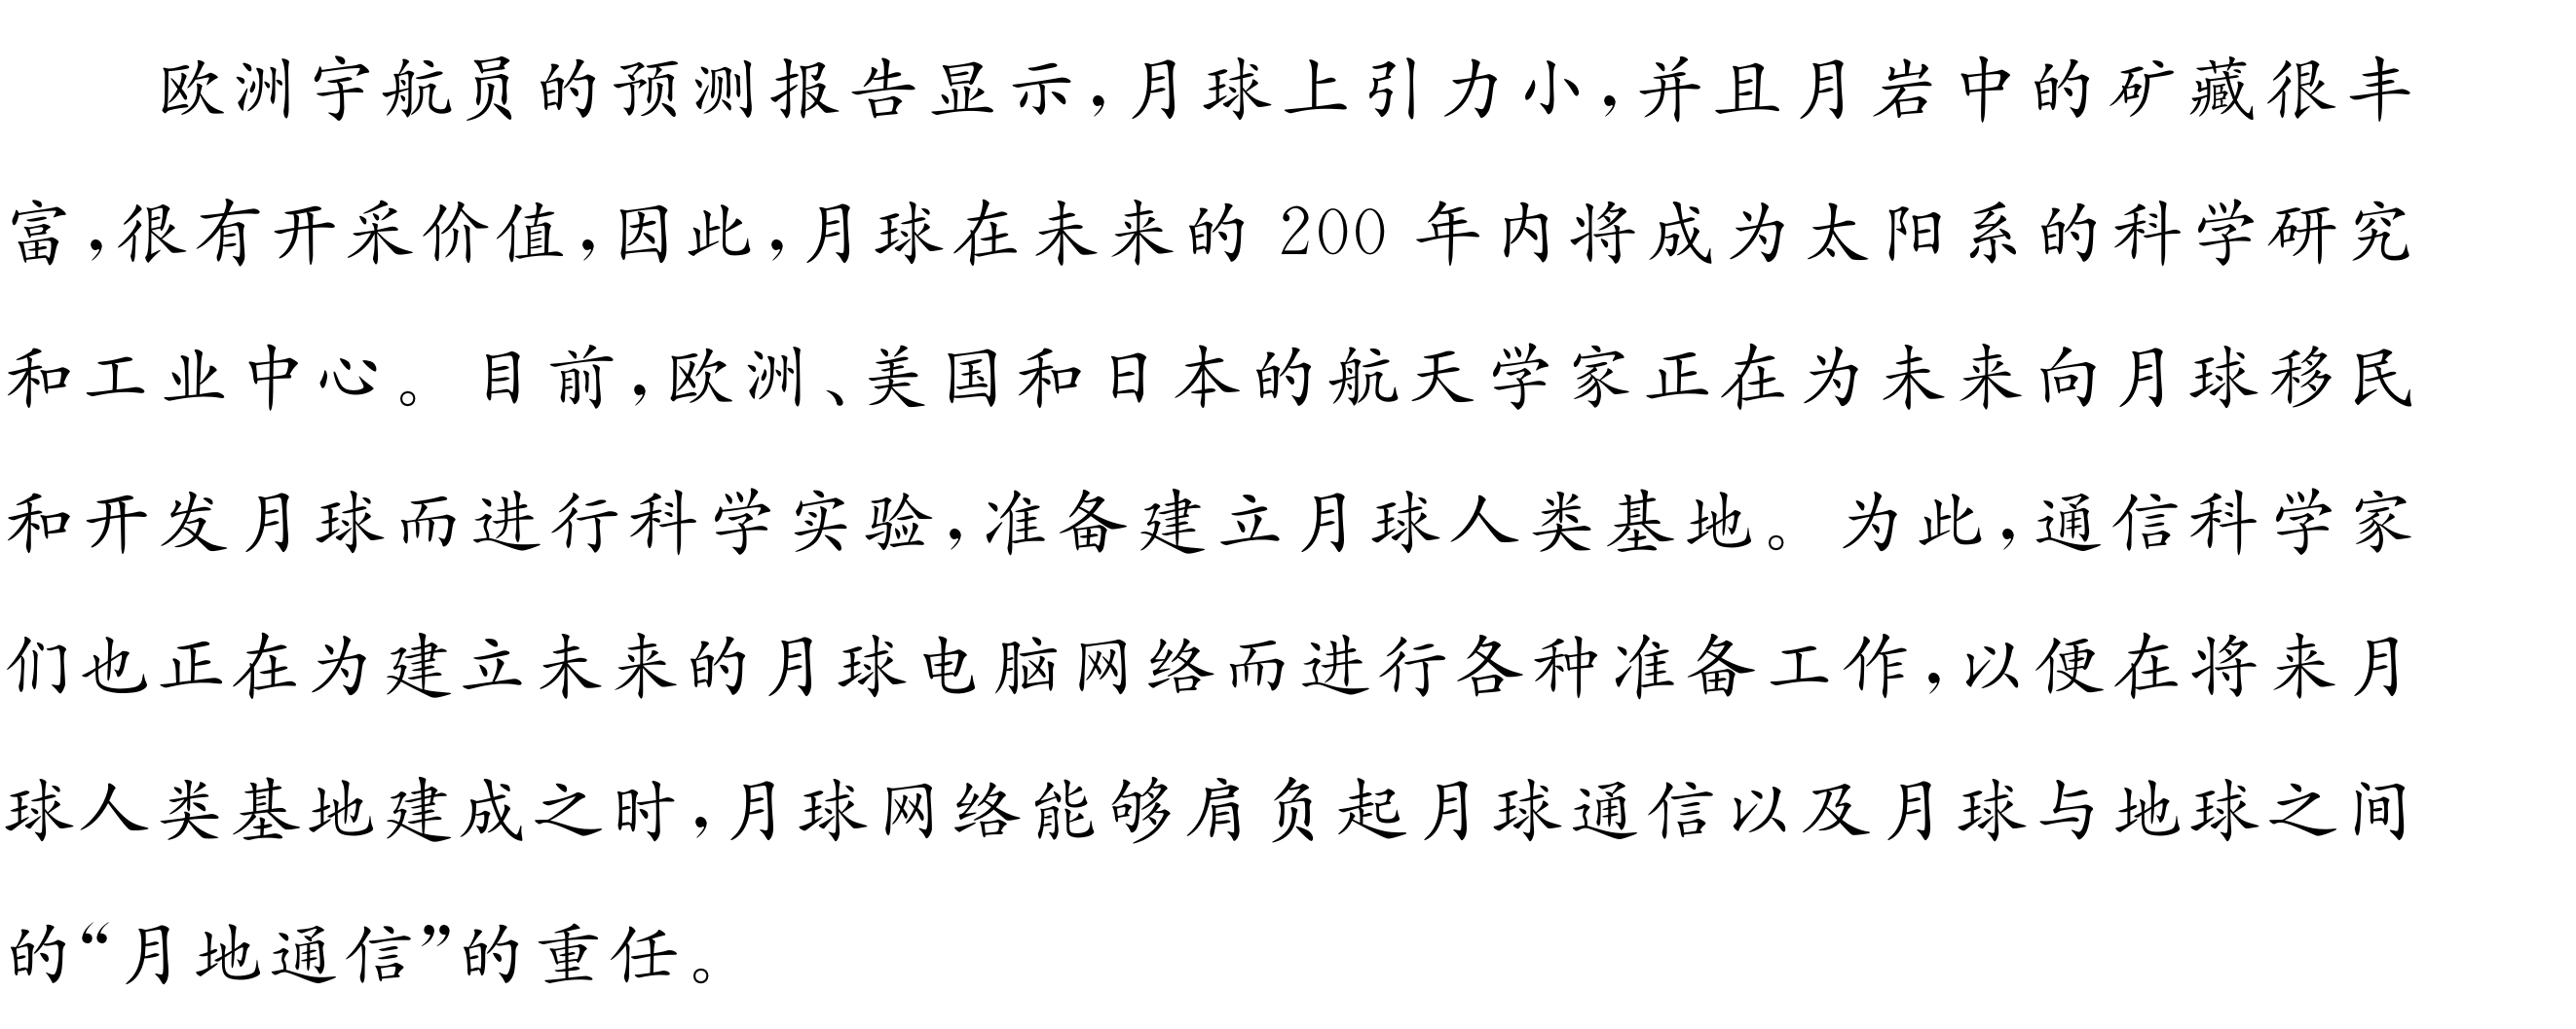 欧洲宇航员的预测报告显示,月球上引力小,并且月岩中的矿藏很丰
富,很有开采价值,因此,月球在未来的 200 年内将成为太阳系的科学研究
和工业中心。目前,欧洲、美国和日本的航天学家正在为未来向月球移民
和开发月球而进行科学实验,准备建立月球人类基地。为此,通信科学家
们也正在为建立未来的月球电脑网络而进行各种准备工作,以便在将来月
球人类基地建成之时,月球网络能够肩负起月球通信以及月球与地球之间
的“月地通信”的重任。